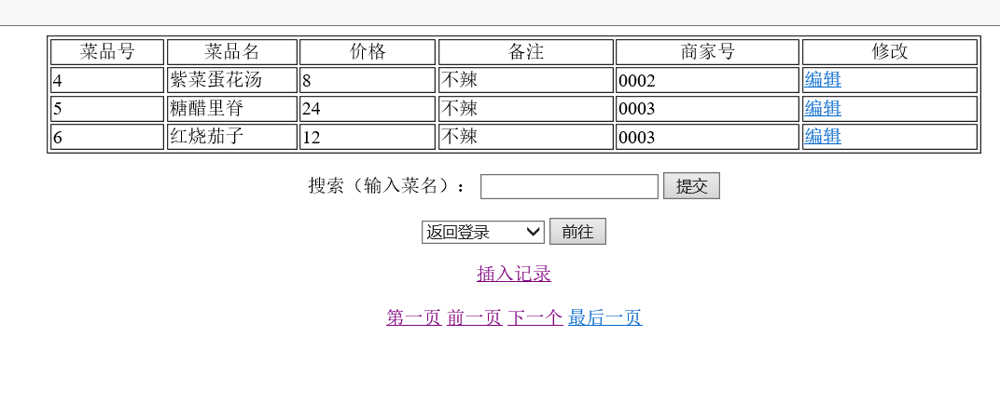 菜品号 菜品名 价格 备注 商家号 修改
4 紫菜蛋花汤 8 不辣 0002 编辑
5 糖醋里脊 24 不辣 0003 编辑
6 红烧茄子 12 不辣 0003 编辑
搜索（输入菜名）： 提交
返回登录 前往
插入记录
第一页 前一页 下一个 最后一页